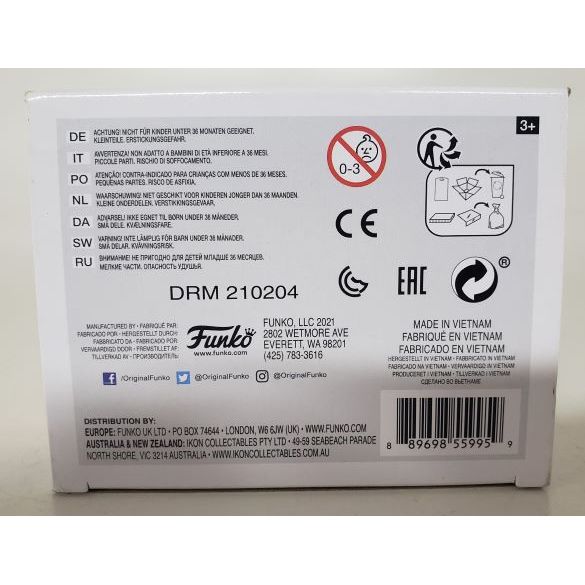 3+
DE ACHTUNG! NICHT FÜR KINDER UNTER 36 MONATEN GEEIGNET.
KLEINTEILE. ERSTICKUNGSGEFAHR.
IT AVVERTENZA! NON ADATTO A BAMBINI DI ETÀ INFERIORE A 36 MESI.
PICCOLE PARTI. RISCHIO DI SOFFOCAMENTO.
PO ATENÇÃO! CONTRA-INDICADO PARA CRIANÇAS COM MENOS DE 36 MESES.
PEQUENAS PARTES. RISCO DE ASFIXIA.
NL WAARSCHUWING! NIET GESCHIKT VOOR KINDEREN JONGER DAN 36 MAANDEN.
KLEINE ONDERDELEN. VERSTIKKINGSGEVAAR.
DA ADVARSEL! IKKE EGNET TIL BØRN UNDER 36 MÅNEDER.
SMÅ DELE. KVÆLNINGSFARE.
SW VARNING! INTE LÄMPLIG FÖR BARN UNDER 36 MÅNADER.
SMÅ DELAR. KVÄVNINGSRISK.
RU ВНИМАНИЕ! НЕ ПРИГОДНО ДЛЯ ДЕТЕЙ МЛАДШЕ 36 МЕСЯЦЕВ.
МЕЛКИЕ ЧАСТИ. ОПАСНОСТЬ УДУШЬЯ.
0-3
CE
EAC
®
DRM 210204
MANUFACTURED BY • FABRIQUÉ PAR:
FABRICADO POR • HERGESTELLT DURCH:
FABRICATO DA • FABRICADO POR:
VERVAARDIGD DOOR • FREMSTILLET AF:
TILLVERKAD AV • ПРОИЗВОДИТЕЛЬ:
Funko
www.funko.com
FUNKO, LLC 2021
2802 WETMORE AVE
EVERETT, WA 98201
(425) 783-3616
/OriginalFunko @OriginalFunko @OriginalFunko
MADE IN VIETNAM
FABRIQUÉ EN VIETNAM
FABRICADO EN VIETNAM
HERGESTELLT IN VIETNAM • FABBRICATO IN VIETNAM
FABRICADO NA VIETNAM • VERVAARDIGD IN VIETNAM
PRODUCERET I VIETNAM • TILLVERKAD I VIETNAM
СДЕЛАНО ВО ВЬЕТНАМЕ
DISTRIBUTION BY:
EUROPE: FUNKO UK LTD • PO BOX 74644 • LONDON, W6 6JW (UK) • WWW.FUNKO.COM
AUSTRALIA & NEW ZEALAND: IKON COLLECTABLES PTY LTD • 49-59 SEABEACH PARADE
NORTH SHORE, VIC 3214 AUSTRALIA • WWW.IKONCOLLECTABLES.COM.AU
8 89698 55995 9